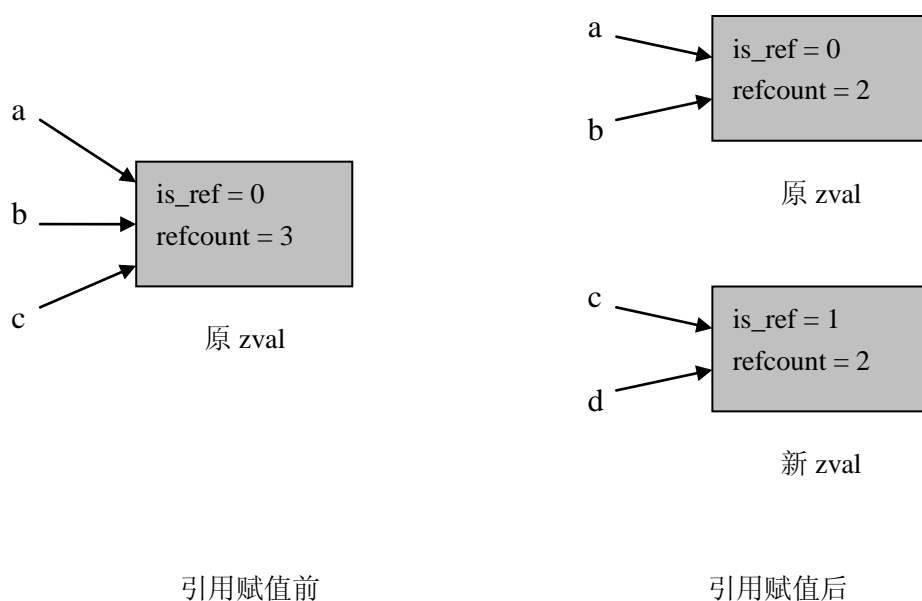 a
b
c
is_ref = 0
refcount = 3
原 zval
引用赋值前
a
b
is_ref = 0
refcount = 2
原 zval
c
d
is_ref = 1
refcount = 2
新 zval
引用赋值后